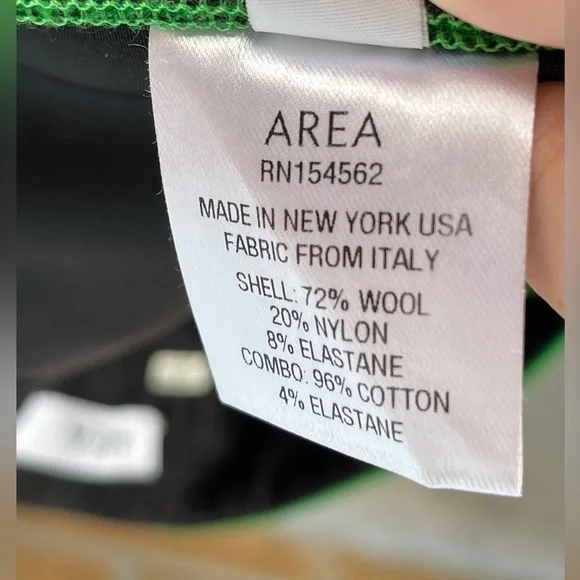 AREA
RN154562
MADE IN NEW YORK USA
FABRIC FROM ITALY
SHELL: 72% WOOL
20% NYLON
8% ELASTANE
COMBO: 96% COTTON
4% ELASTANE